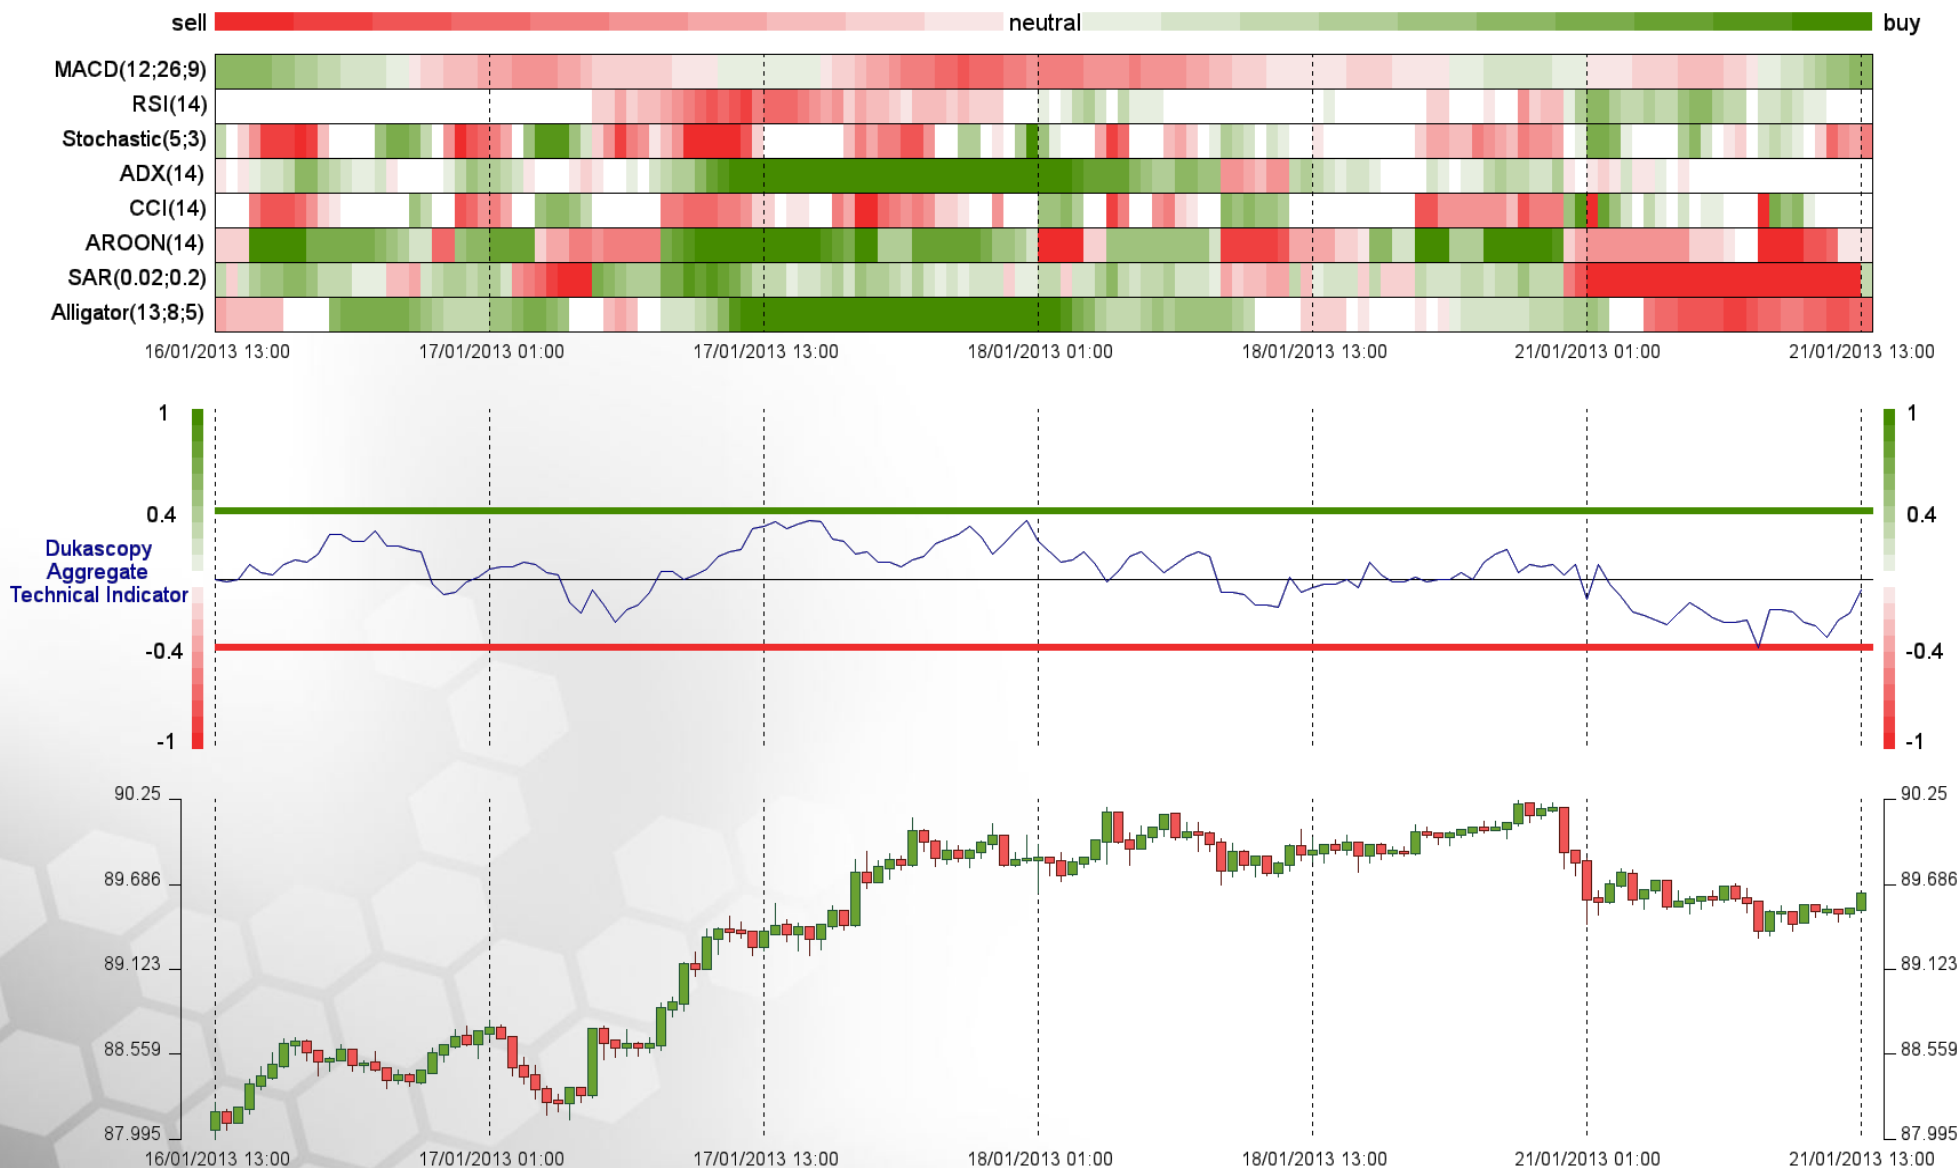 sell neutral buy
MACD(12;26;9)
RSI(14)
Stochastic(5;3)
ADX(14)
CCI(14)
AROON(14)
SAR(0.02;0.2)
Alligator(13;8;5)
16/01/2013 13:00 17/01/2013 01:00 17/01/2013 13:00 18/01/2013 01:00 18/01/2013 13:00 21/01/2013 01:00 21/01/2013 13:00
1 1
0.4 0.4
Dukascopy
Aggregate
Technical Indicator
-0.4 -0.4
-1 -1
90.25 90.25
89.686 89.686
89.123 89.123
88.559 88.559
87.995 87.995
16/01/2013 13:00 17/01/2013 01:00 17/01/2013 13:00 18/01/2013 01:00 18/01/2013 13:00 21/01/2013 01:00 21/01/2013 13:00